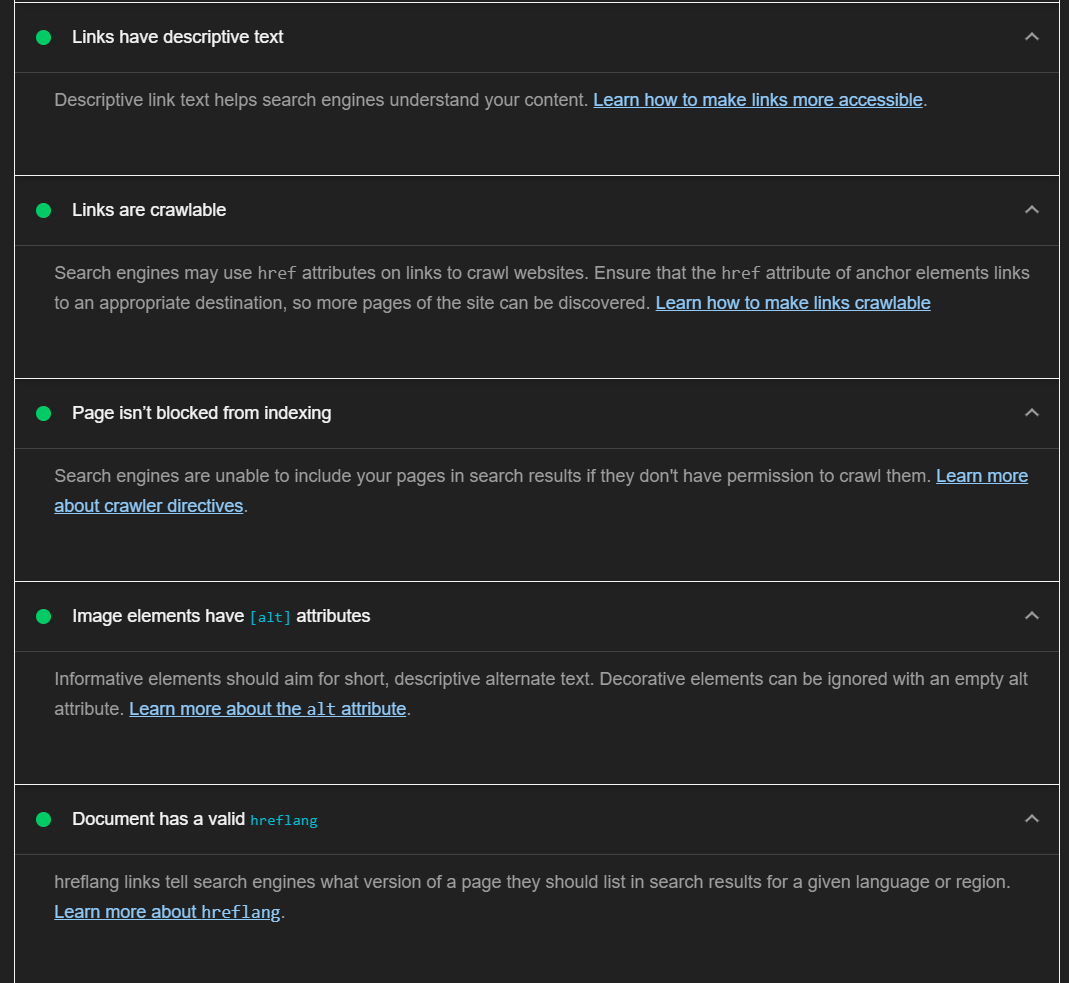 Links have descriptive text
Descriptive link text helps search engines understand your content. Learn how to make links more accessible.
Links are crawlable
Search engines may use href attributes on links to crawl websites. Ensure that the href attribute of anchor elements links
to an appropriate destination, so more pages of the site can be discovered. Learn how to make links crawlable
Page isn’t blocked from indexing
Search engines are unable to include your pages in search results if they don't have permission to crawl them. Learn more
about crawler directives.
Image elements have [alt] attributes
Informative elements should aim for short, descriptive alternate text. Decorative elements can be ignored with an empty alt
attribute. Learn more about the alt attribute.
Document has a valid hreflang
hreflang links tell search engines what version of a page they should list in search results for a given language or region.
Learn more about hreflang.